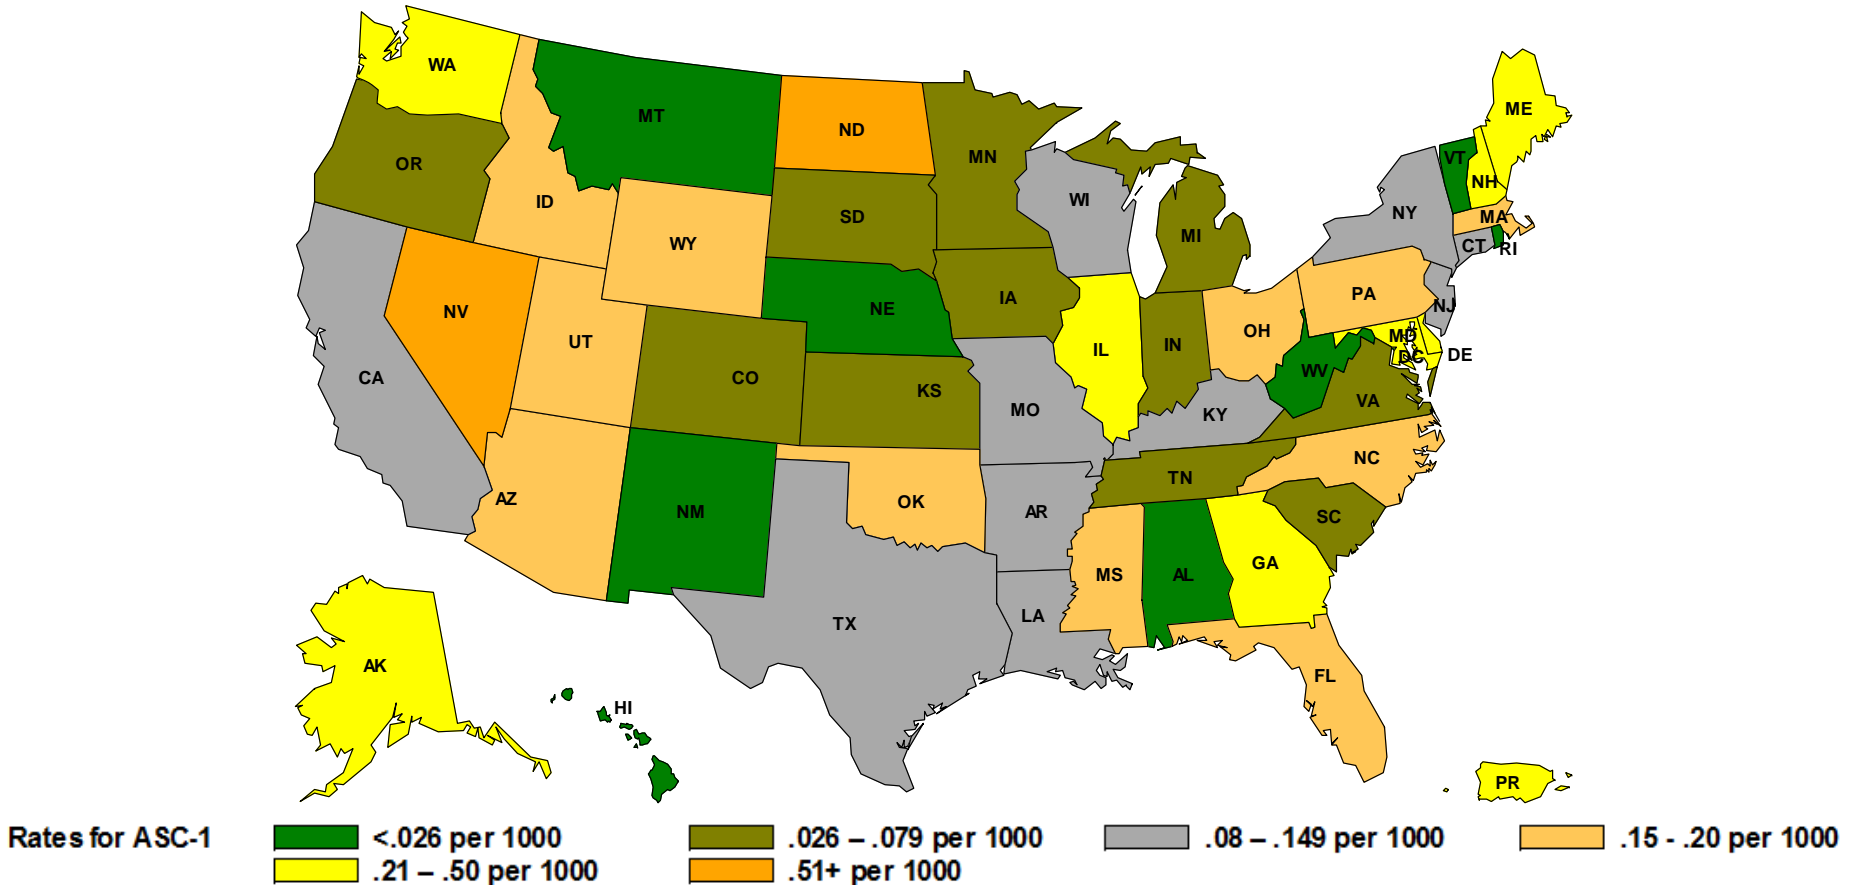 WA
ME
MT
ND
MN
VT
OR
NH
ID
WI
NY
MA
SD
MI
WY
CT
RI
IA
PA
NE
NJ
NV
OH
MD
UT
IN
IL
DC
DE
WV
CA
CO
KS
VA
MO
KY
NC
TN
AZ
OK
NM
AR
SC
GA
MS
AL
LA
TX
AK
FL
HI
PR
Rates for ASC-1
<.026 per 1000
.026 – .079 per 1000
.08 – .149 per 1000
.15 - .20 per 1000
.21 – .50 per 1000
.51+ per 1000